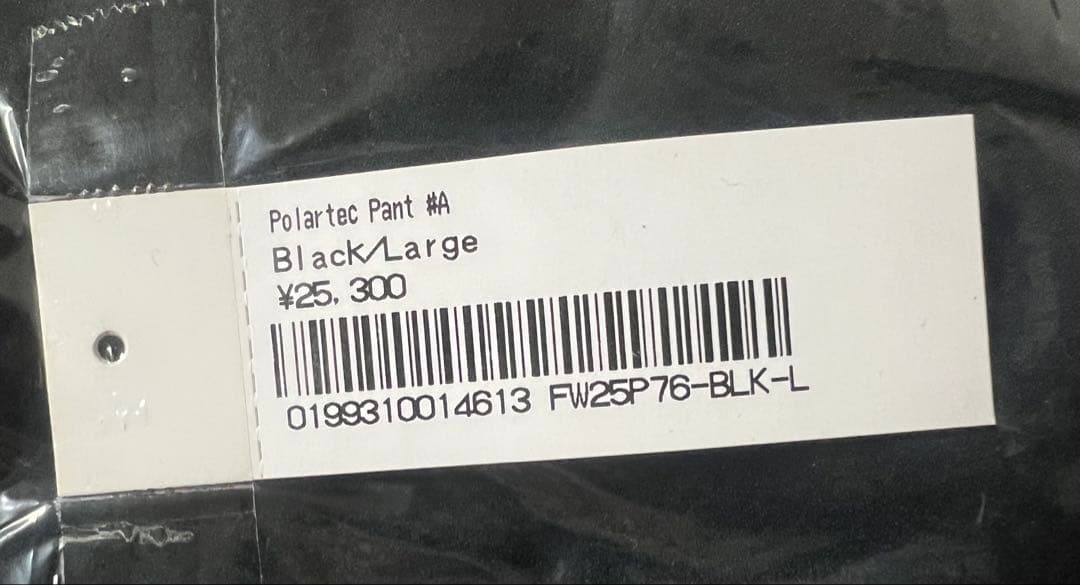 Polartec Pant #A
Black/Large
¥25,300
0199310014613 FW25P76-BLK-L